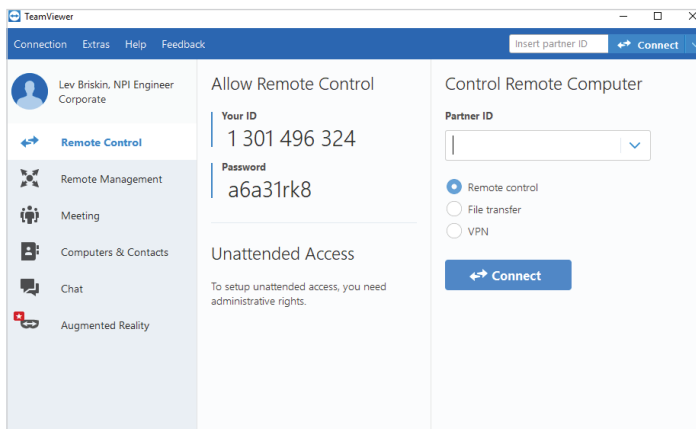 TeamViewer
Connection Extras Help Feedback
Insert partner ID
Connect
Lev Briskin, NPI Engineer
Corporate
Remote Control
Remote Management
Meeting
Computers & Contacts
Chat
Augmented Reality
Allow Remote Control
Your ID
1 301 496 324
Password
a6a31rk8
Unattended Access
To setup unattended access, you need
administrative rights.
Control Remote Computer
Partner ID
Remote control
File transfer
VPN
Connect